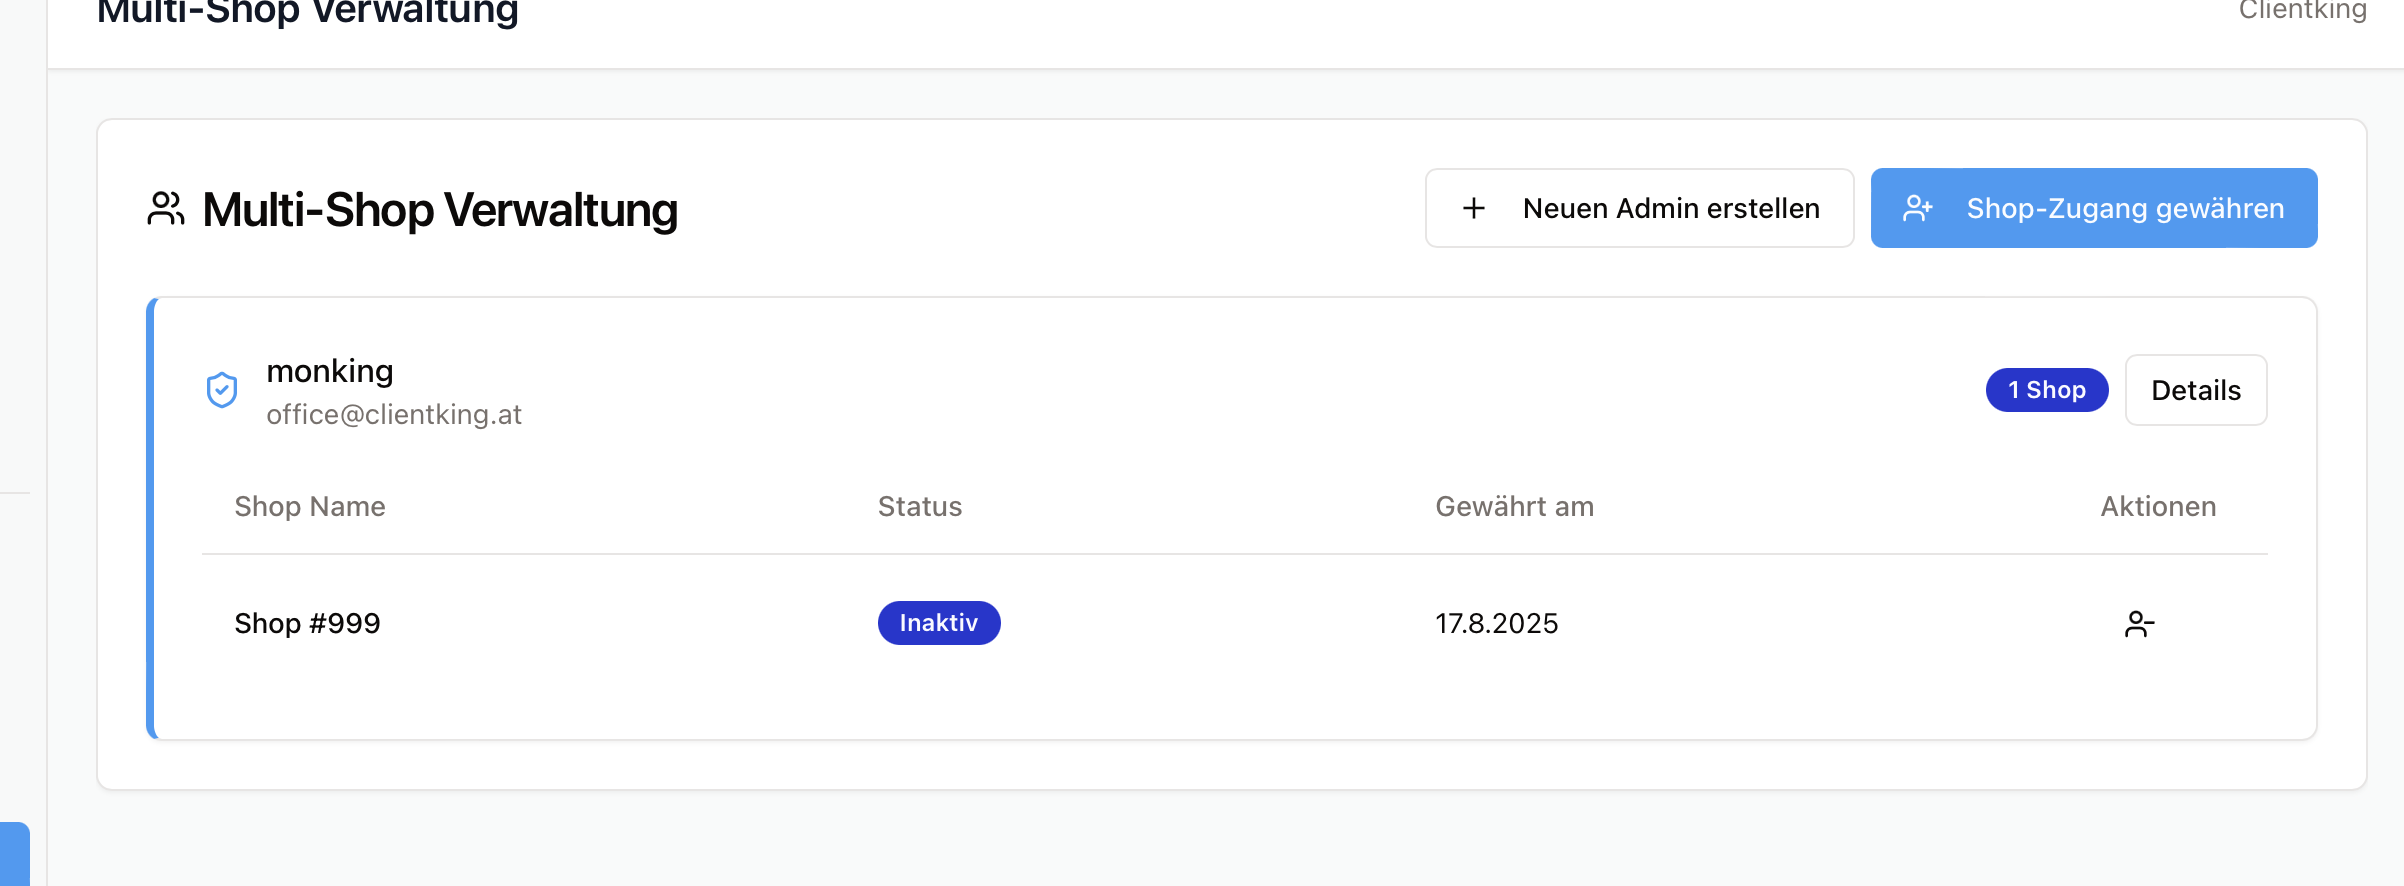 Multi-Shop Verwaltung
Clientking
Multi-Shop Verwaltung
Neuen Admin erstellen
Shop-Zugang gewähren
monking
office@clientking.at
1 Shop
Details
Shop Name Status Gewährt am Aktionen
Shop #999 Inaktiv 17.8.2025